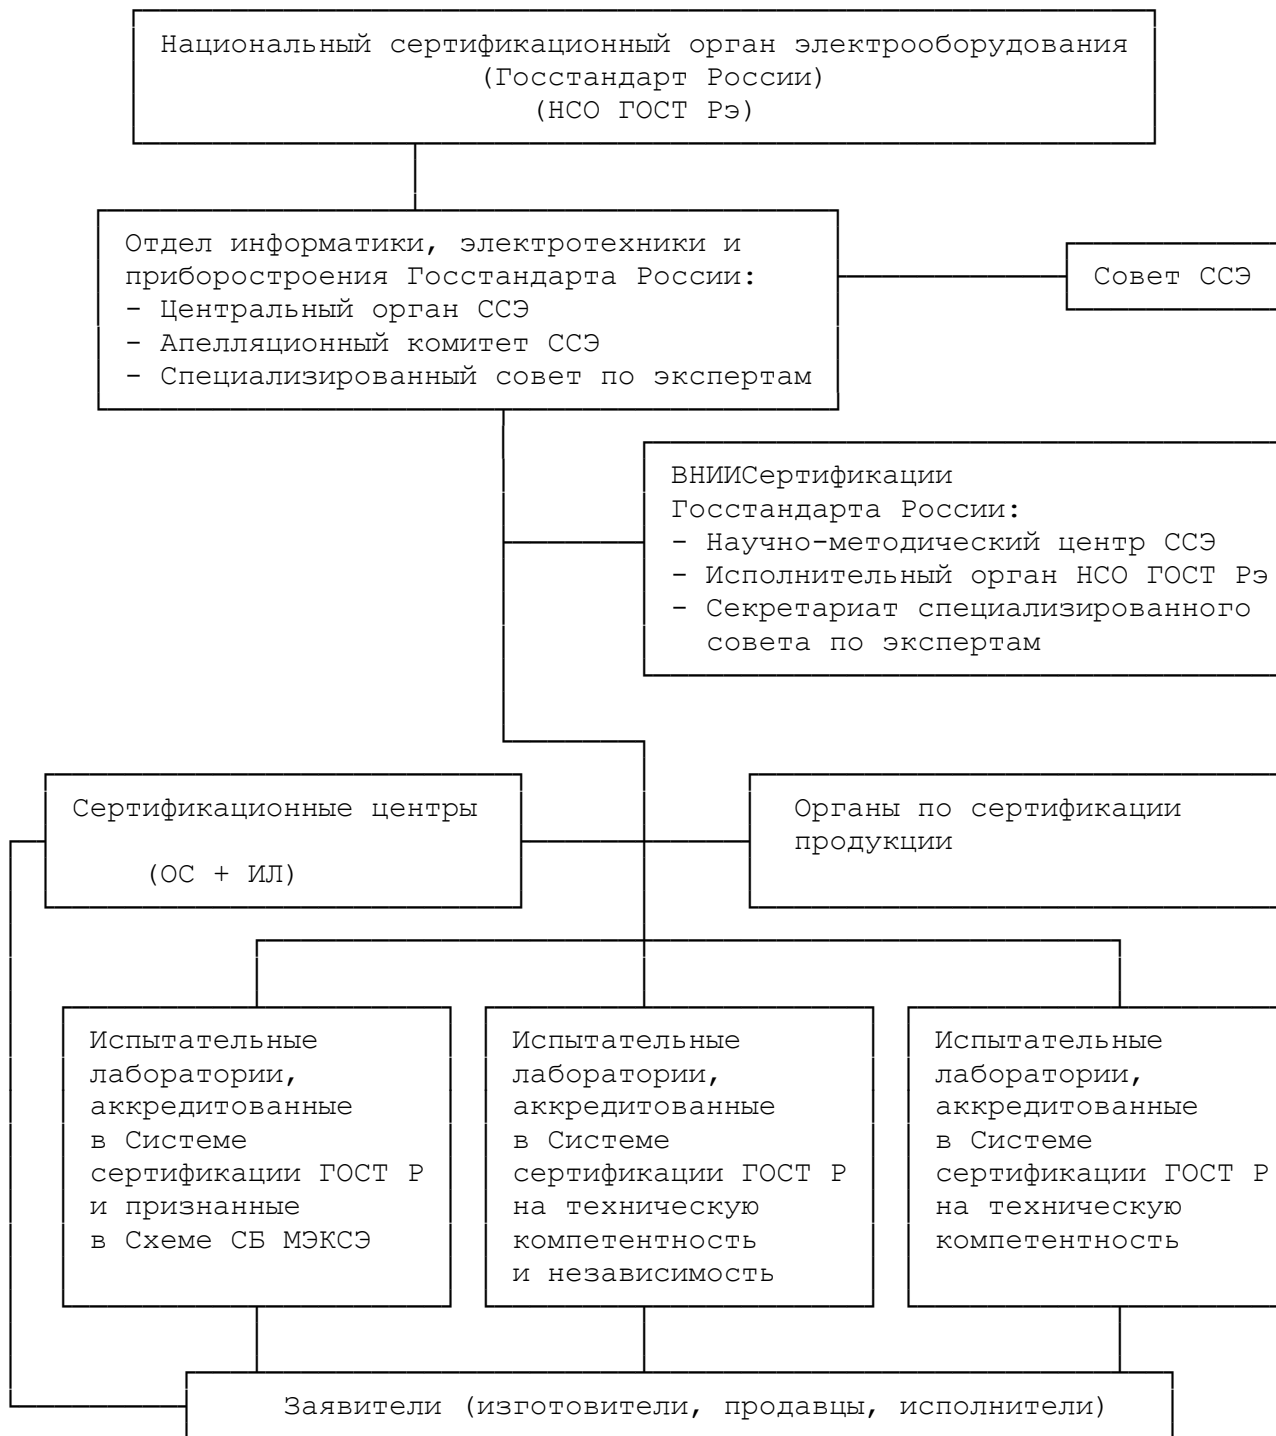 Национальный сертификационный орган электрооборудования
(Госстандарт России)
(НСО ГОСТ Рэ)
Отдел информатики, электротехники и
приборостроения Госстандарта России:
- Центральный орган ССЭ
- Апелляционный комитет ССЭ
- Специализированный совет по экспертам
Совет ССЭ
ВНИИСертификации
Госстандарта России:
- Научно-методический центр ССЭ
- Исполнительный орган НСО ГОСТ Рэ
- Секретариат специализированного
совета по экспертам
Сертификационные центры
(ОС + ИЛ)
Органы по сертификации
продукции
Испытательные
лаборатории,
аккредитованные
в Системе
сертификации ГОСТ Р
и признанные
в Схеме СБ МЭКСЭ
Испытательные
лаборатории,
аккредитованные
в Системе
сертификации ГОСТ Р
на техническую
компетентность
и независимость
Испытательные
лаборатории,
аккредитованные
в Системе
сертификации ГОСТ Р
на техническую
компетентность
Заявители (изготовители, продавцы, исполнители)